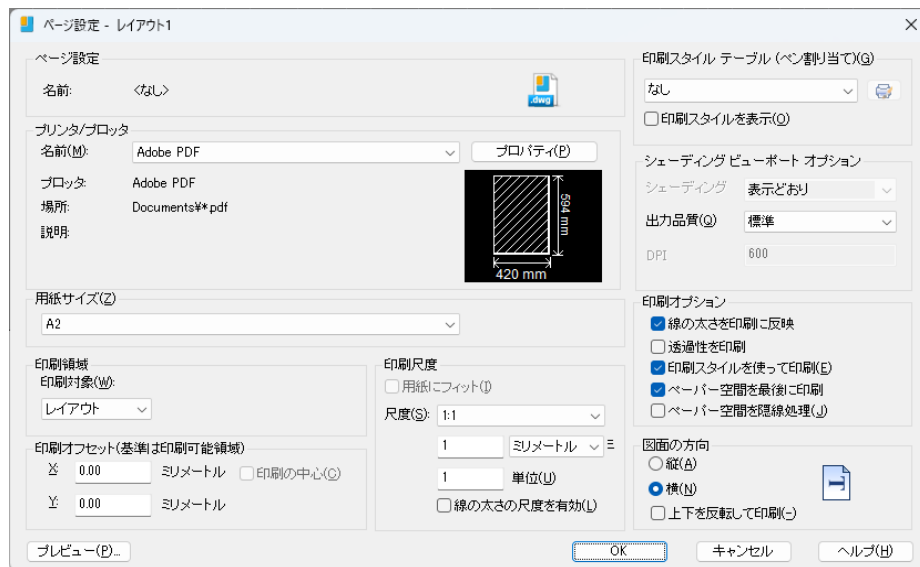 ページ設定 - レイアウト1
ページ設定
名前: <なし>
.dwg
プリンタ/プロッタ
名前(M): Adobe PDF プロパティ(P)
プロッタ: Adobe PDF
場所: Documents¥*.pdf
説明:
594 mm
420 mm
用紙サイズ(Z)
A2
印刷領域
印刷対象(W):
レイアウト
印刷オフセット(基準は印刷可能領域)
X: 0.00 ミリメートル 印刷の中心(C)
Y: 0.00 ミリメートル
印刷尺度
用紙にフィット(I)
尺度(S): 1:1
1 ミリメートル =
1 単位(U)
線の太さの尺度を有効(L)
印刷スタイル テーブル (ペン割り当て)(G)
なし
印刷スタイルを表示(O)
シェーディング ビューポート オプション
シェーディング 表示どおり
出力品質(Q) 標準
DPI 600
印刷オプション
線の太さを印刷に反映
透過性を印刷
印刷スタイルを使って印刷(E)
ペーパー空間を最後に印刷
ペーパー空間を隠線処理(J)
図面の方向
縦(A)
横(N)
上下を反転して印刷(-)
プレビュー(P)... OK キャンセル ヘルプ(H)